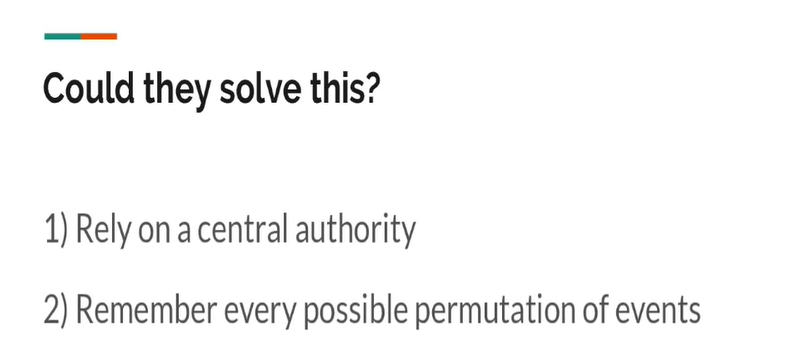 Could they solve this?
1) Rely on a central authority
2) Remember every possible permutation of events